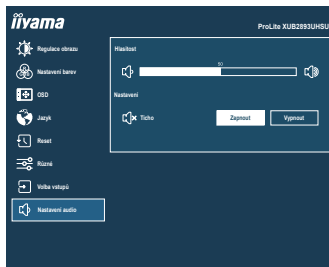 iiyama
ProLite XUB2893UHSU
Regulace obrazu
Nastavení barev
OSD
Jazyk
Reset
Různé
Volba vstupů
Nastavení audio
Hlasitost
50
Nastavení
Ticho
Zapnout
Vypnout